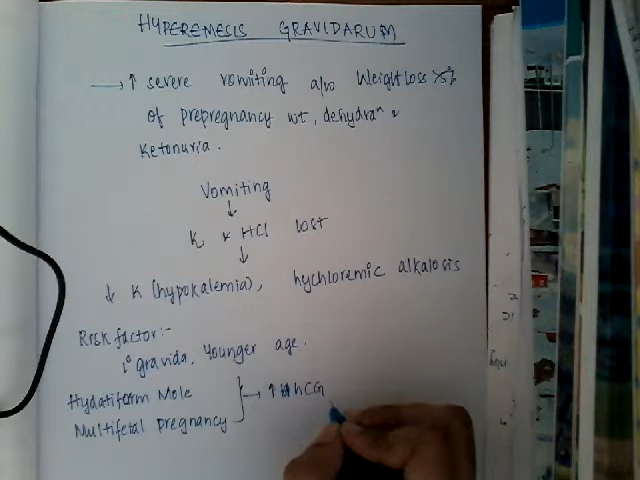 HYPEREMESIS GRAVIDARUM
→ ↑ severe vomiting a/w Weight loss >5%
of prepregnancy wt, dehydraⁿ &
Ketonuria.
Vomiting
↓
K & HCl lost
↓
↓ K (hypokalemia), hychloremic alkalosis
Risk factor:-
1° gravida, Younger age.
Hydatiform Mole
Multifetal pregnancy
→ ↑ hCG